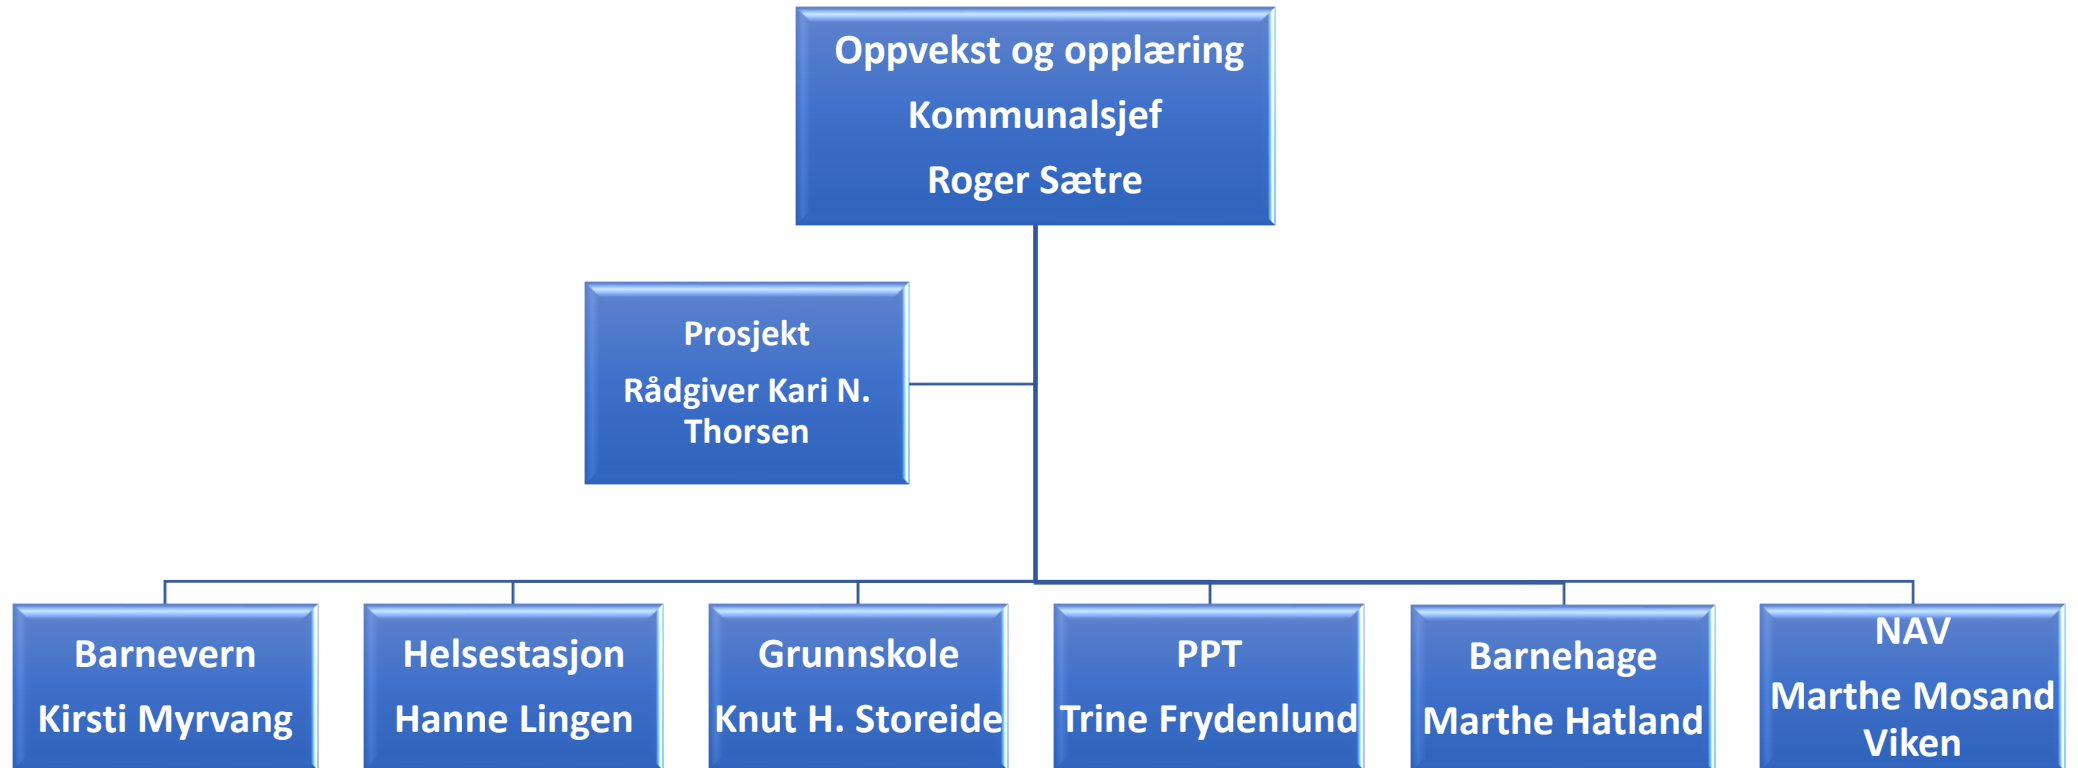 Oppvekst og opplæring
Kommunalsjef
Roger Sætre
Prosjekt
Rådgiver Kari N.
Thorsen
Barnevern
Kirsti Myrvang
Helsestasjon
Hanne Lingen
Grunnskole
Knut H. Storeide
PPT
Trine Frydenlund
Barnehage
Marthe Hatland
NAV
Marthe Mosand
Viken